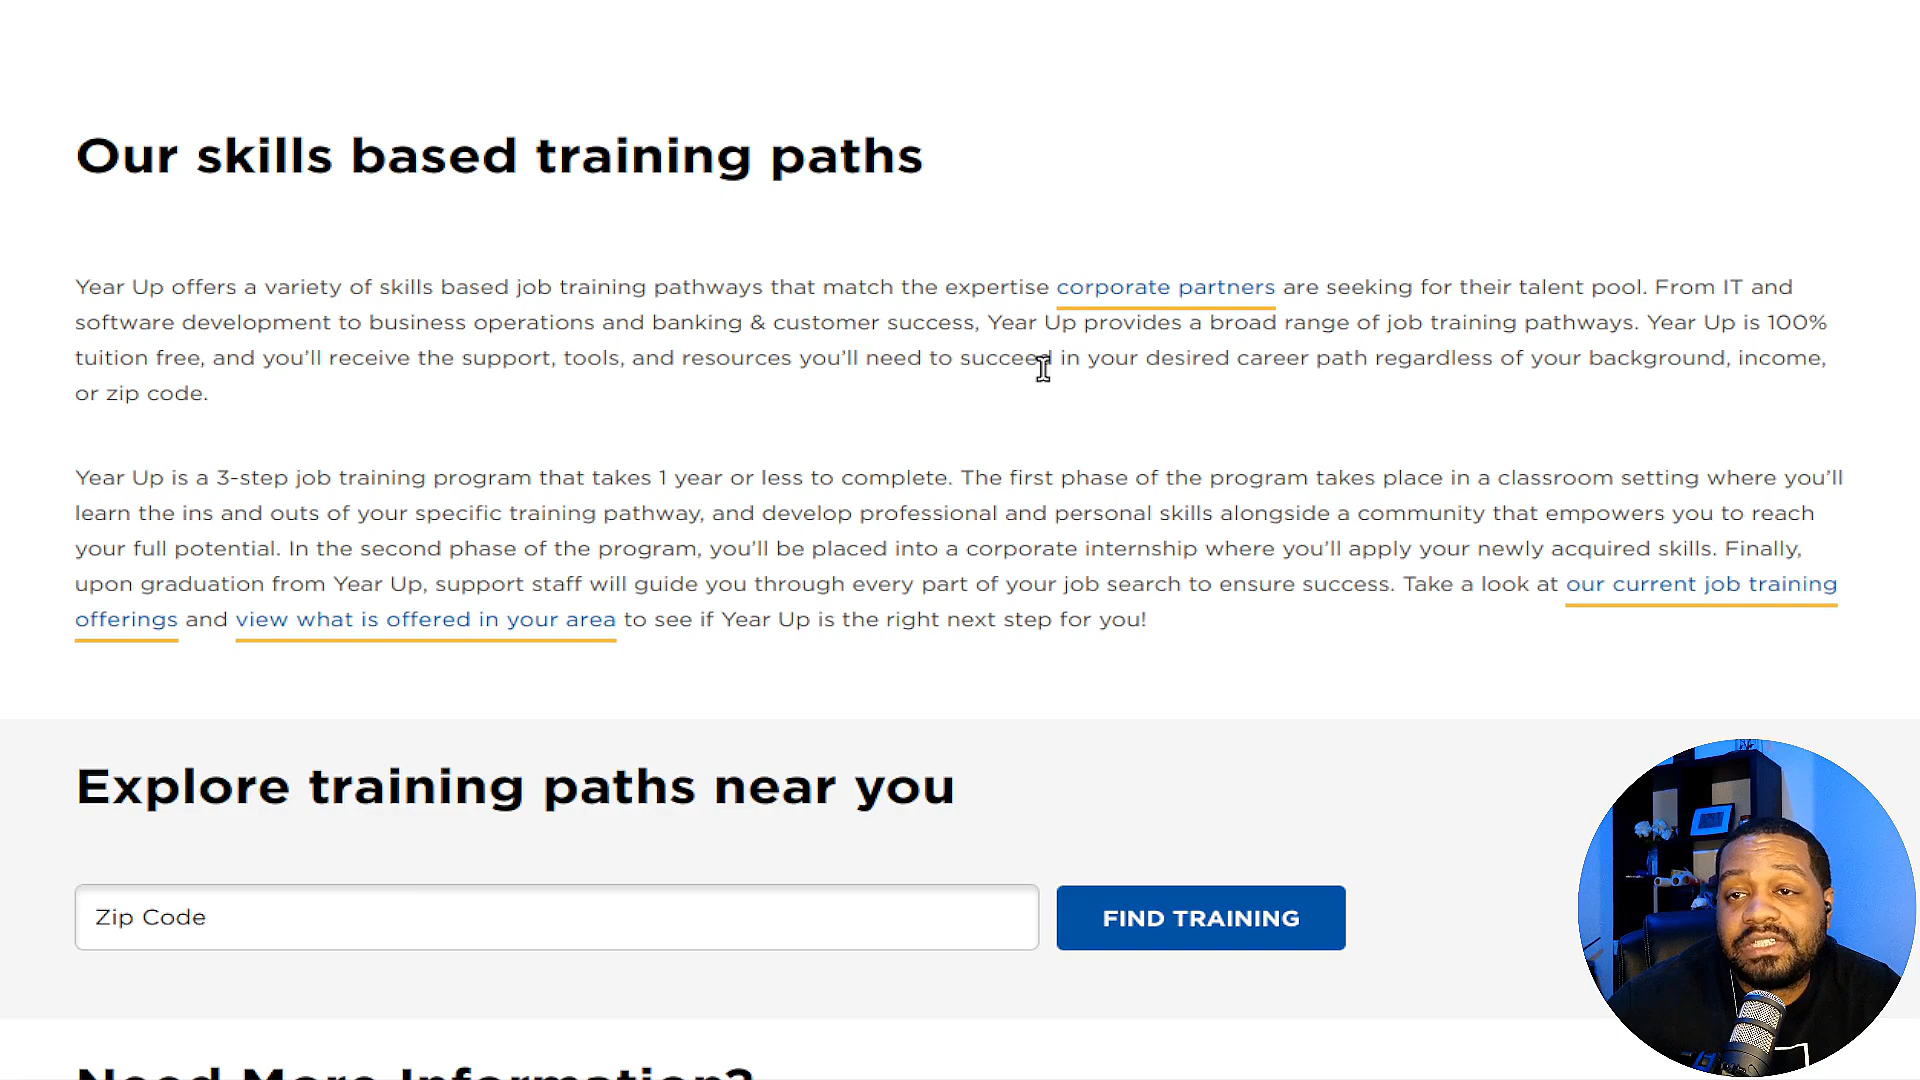 Our skills based training paths
Year Up offers a variety of skills based job training pathways that match the expertise corporate partners are seeking for their talent pool. From IT and
software development to business operations and banking & customer success, Year Up provides a broad range of job training pathways. Year Up is 100%
tuition free, and you’ll receive the support, tools, and resources you’ll need to succeed in your desired career path regardless of your background, income,
or zip code.
Year Up is a 3-step job training program that takes 1 year or less to complete. The first phase of the program takes place in a classroom setting where you’ll
learn the ins and outs of your specific training pathway, and develop professional and personal skills alongside a community that empowers you to reach
your full potential. In the second phase of the program, you’ll be placed into a corporate internship where you’ll apply your newly acquired skills. Finally,
upon graduation from Year Up, support staff will guide you through every part of your job search to ensure success. Take a look at our current job training
offerings and view what is offered in your area to see if Year Up is the right next step for you!
Explore training paths near you
Zip Code
FIND TRAINING
Need More Information?